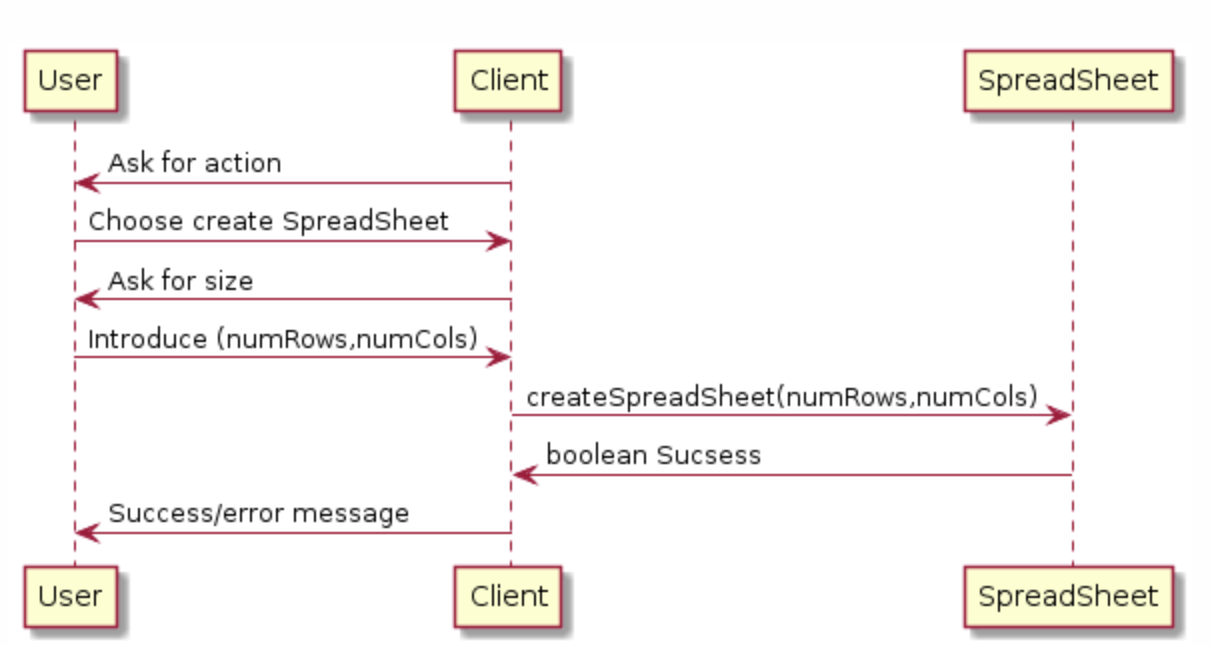 User
Client
SpreadSheet
Ask for action
Choose create SpreadSheet
Ask for size
Introduce (numRows,numCols)
createSpreadSheet(numRows,numCols)
boolean Sucsess
Success/error message
User
Client
SpreadSheet